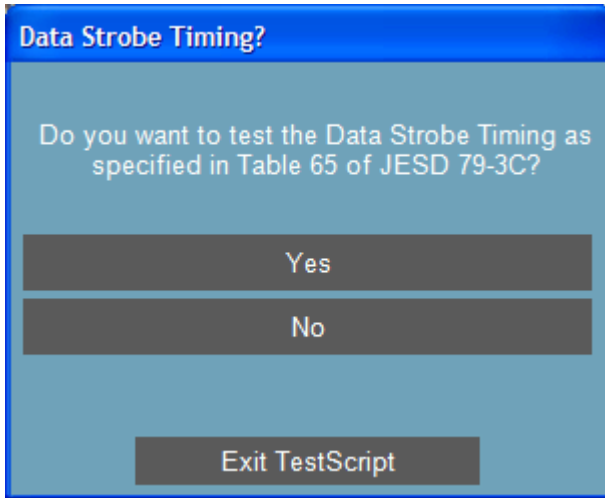 Data Strobe Timing?
Do you want to test the Data Strobe Timing as
specified in Table 65 of JESD 79-3C?
Yes
No
Exit TestScript